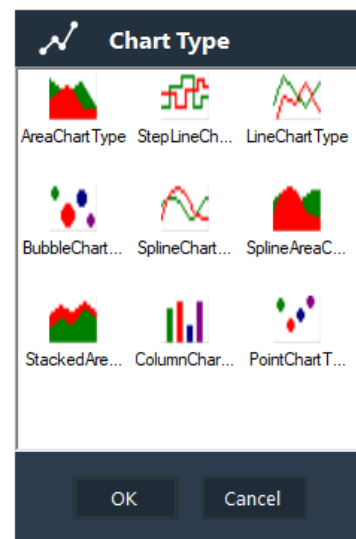 Chart Type
AreaChartType StepLineCh... LineChartType
BubbleChart... SplineChart... SplineAreaC...
StackedAre... ColumnChar... PointChartT...
OK Cancel